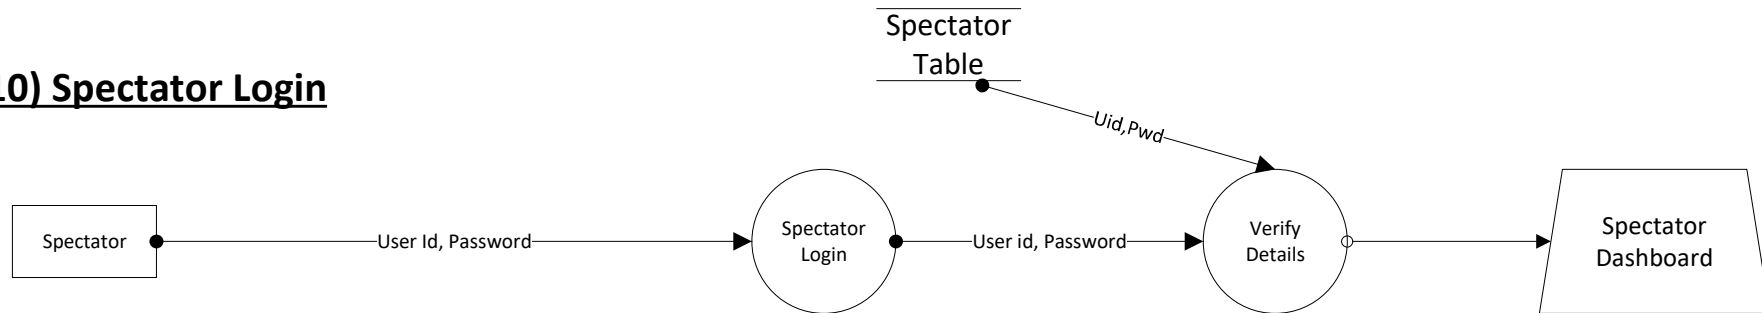 Spectator
Table
10) Spectator Login
Uid,Pwd
Spectator
User Id, Password
Spectator
Login
User id, Password
Verify
Details
Spectator
Dashboard